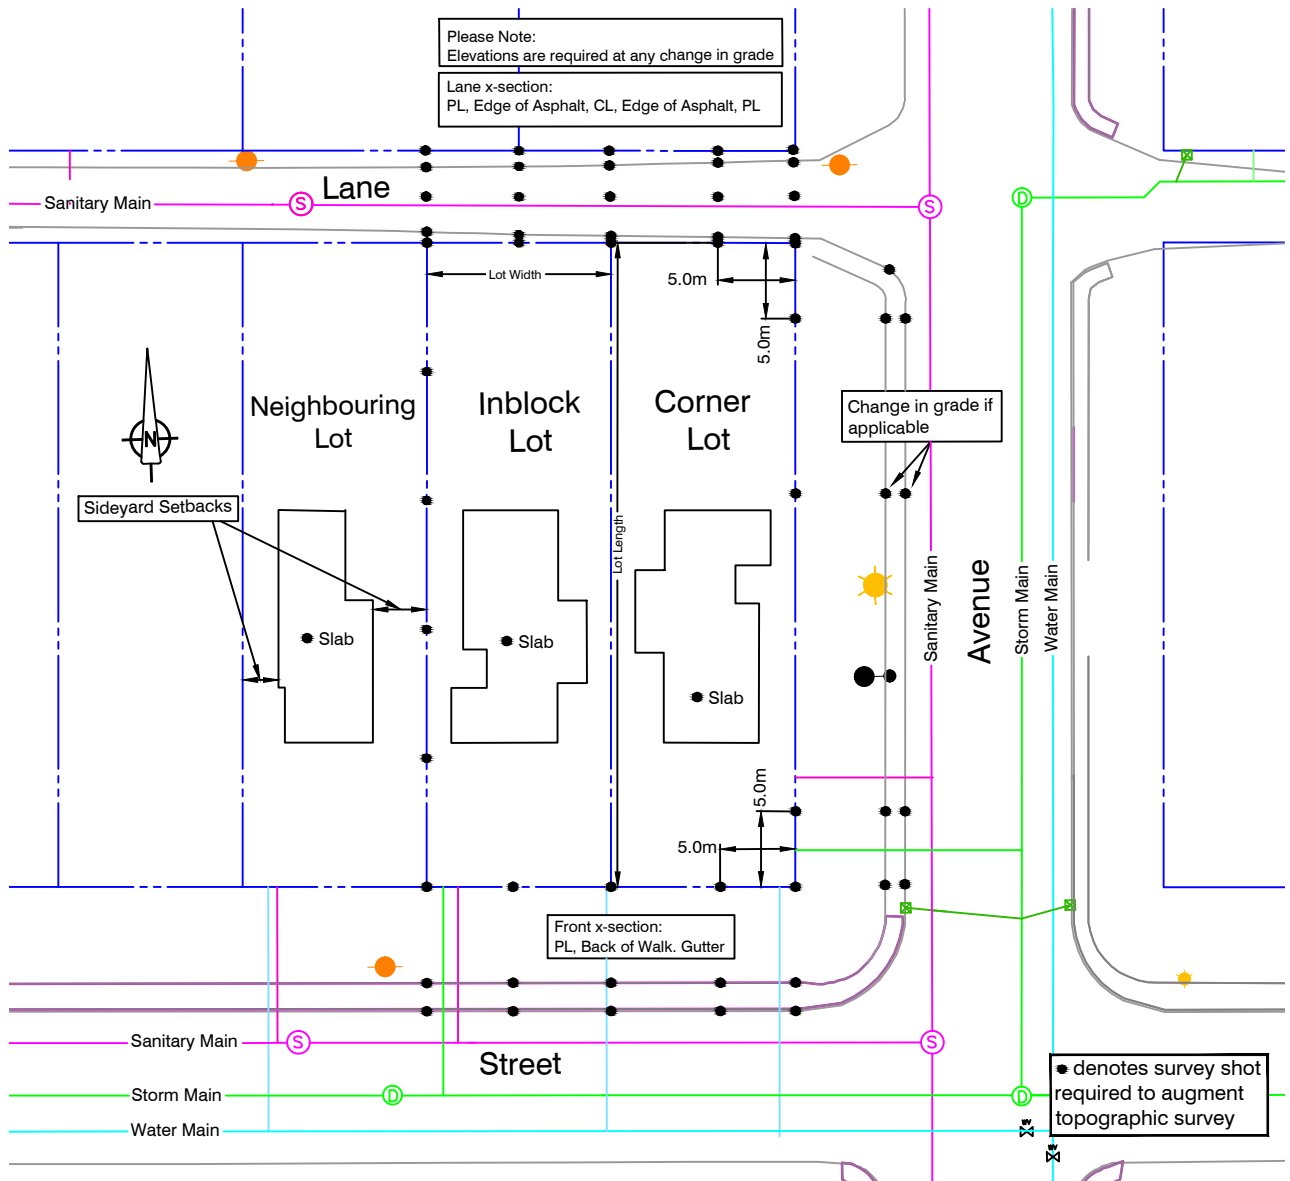 Please Note:
Elevations are required at any change in grade
Lane x-section:
PL, Edge of Asphalt, CL, Edge of Asphalt, PL
Lane
Sanitary Main
S
S
D
Lot Width
5.0m
5.0m
Neighbouring
Lot
Inblock
Lot
Corner
Lot
Change in grade if
applicable
N
Sideyard Setbacks
Lot Length
Slab
Slab
Slab
Sanitary Main
Avenue
Storm Main
Water Main
5.0m
5.0m
Front x-section:
PL, Back of Walk. Gutter
Sanitary Main
S
S
Street
Storm Main
D
D
Water Main
denotes survey shot
required to augment
topographic survey